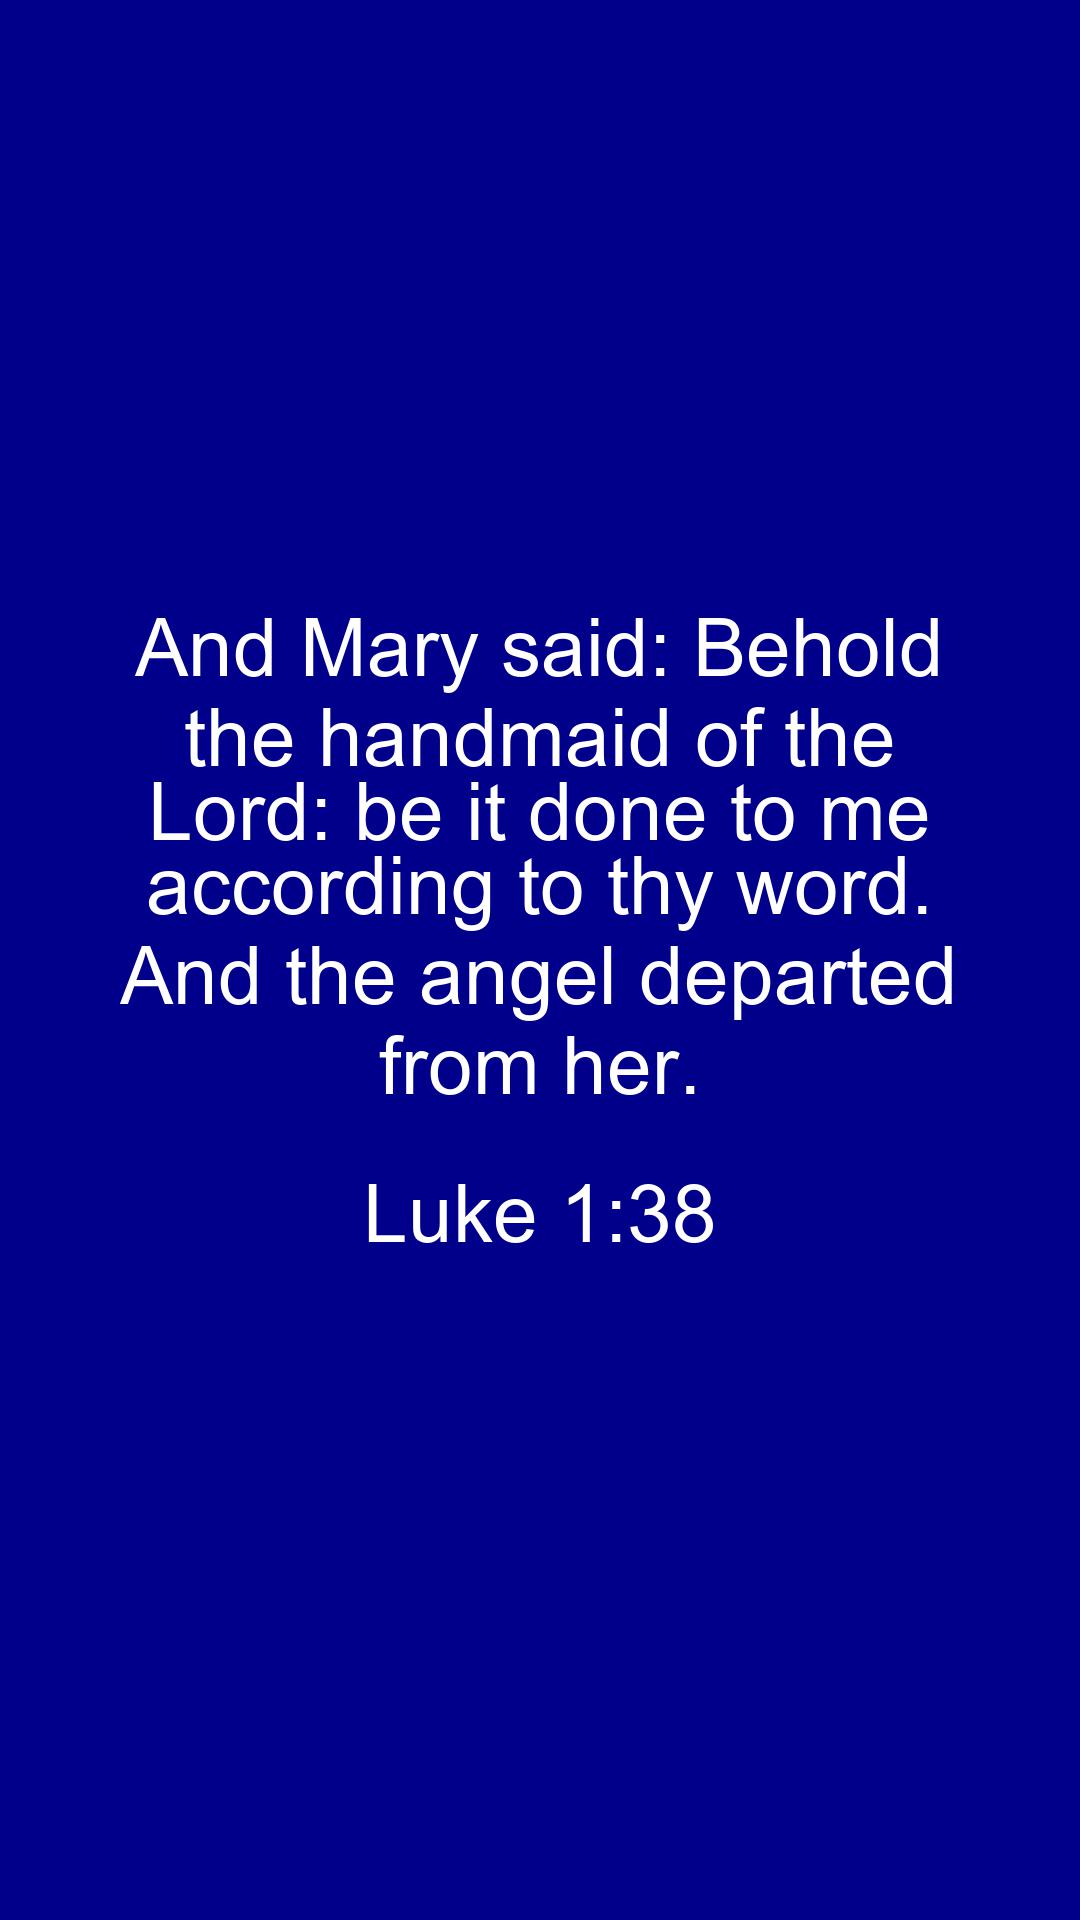 And Mary said: Behold
the handmaid of the
Lord: be it done to me
according to thy word.
And the angel departed
from her.
Luke 1:38